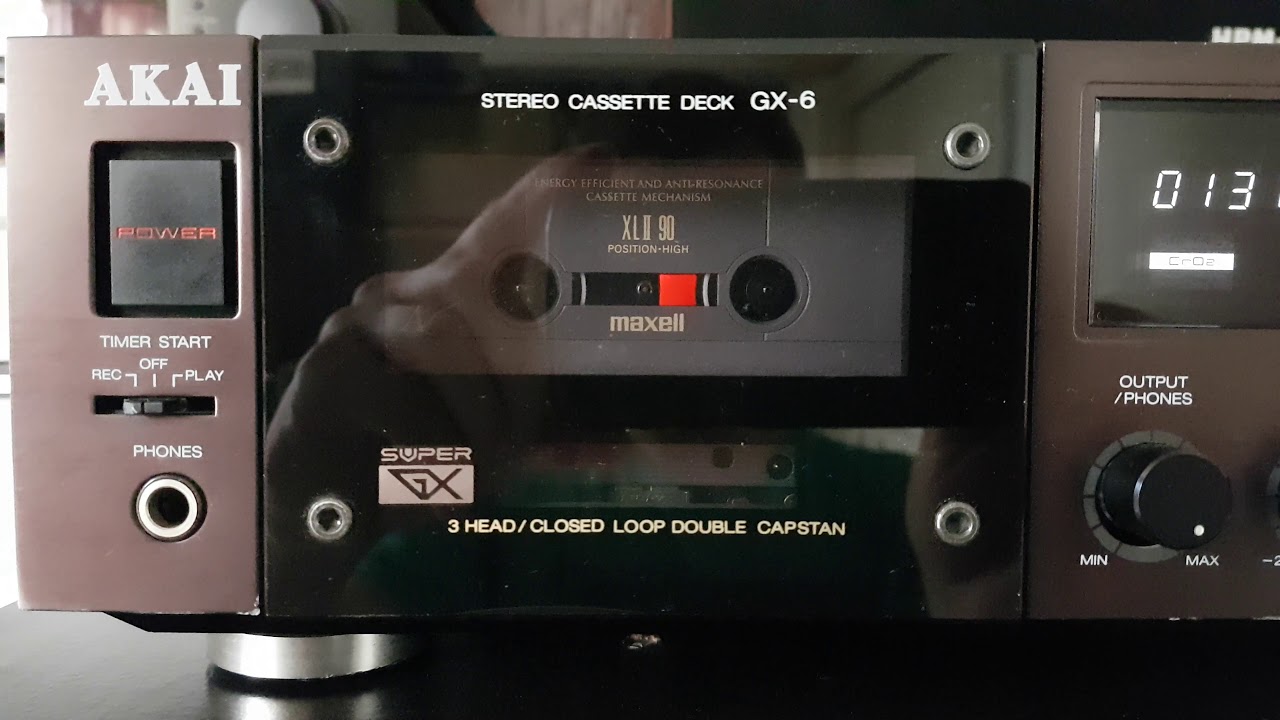 AKAI
POWER
TIMER START
OFF
REC
PLAY
PHONES
STEREO CASSETTE DECK GX-6
ENERGY EFFICIENT AND ANTI-RESONANCE
CASSETTE MECHANISM
XLII 90
POSITION·HIGH
maxell
SUPER
GX
3 HEAD/CLOSED LOOP DOUBLE CAPSTAN
013
CrO2
OUTPUT
/PHONES
MIN
MAX